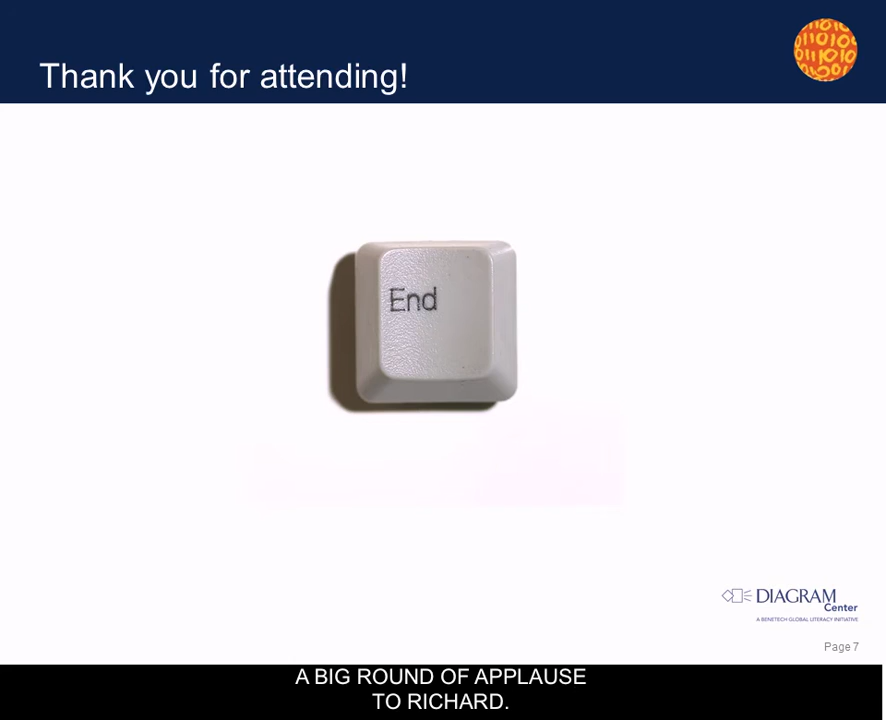 Thank you for attending!
End
DIAGRAM
Center
A BENETECH GLOBAL LITERACY INITIATIVE
Page 7
A BIG ROUND OF APPLAUSE
TO RICHARD.